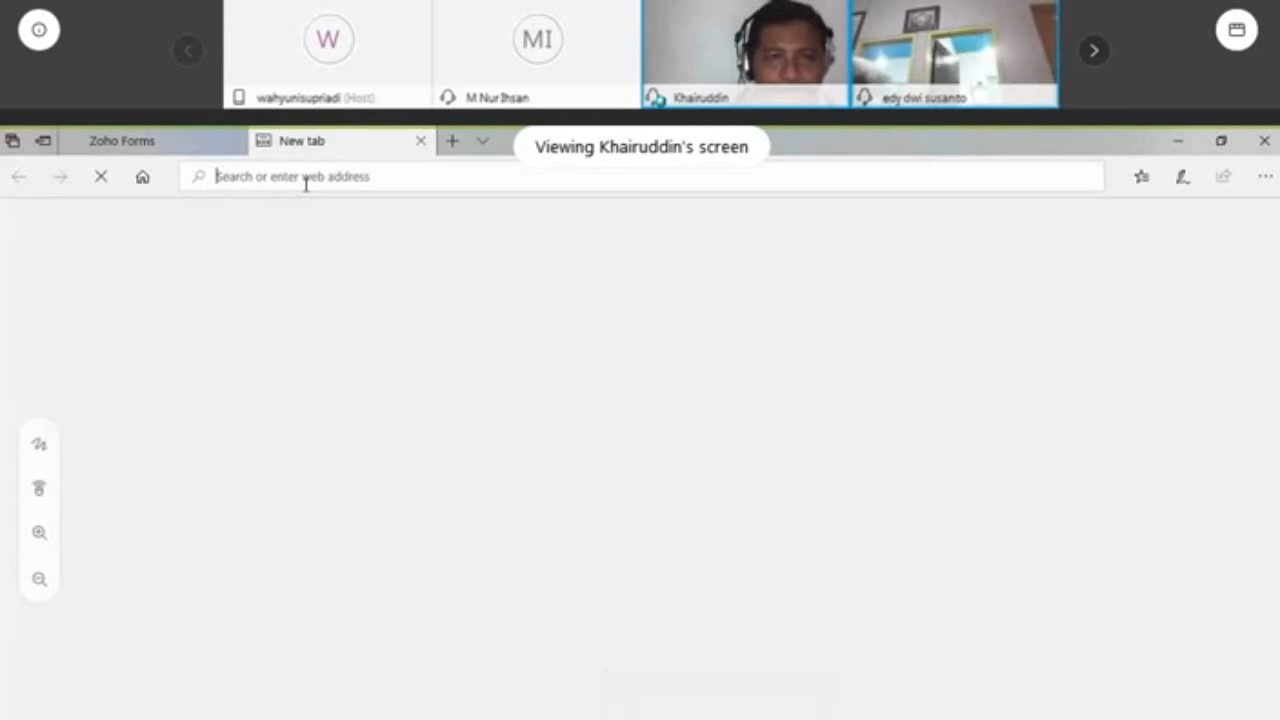 W
MI
wahyunisupriadi (Host)
M Nur Ihsan
Khairuddin
edy dwi susanto
Zoho Forms
New tab
Viewing Khairuddin's screen
Search or enter web address